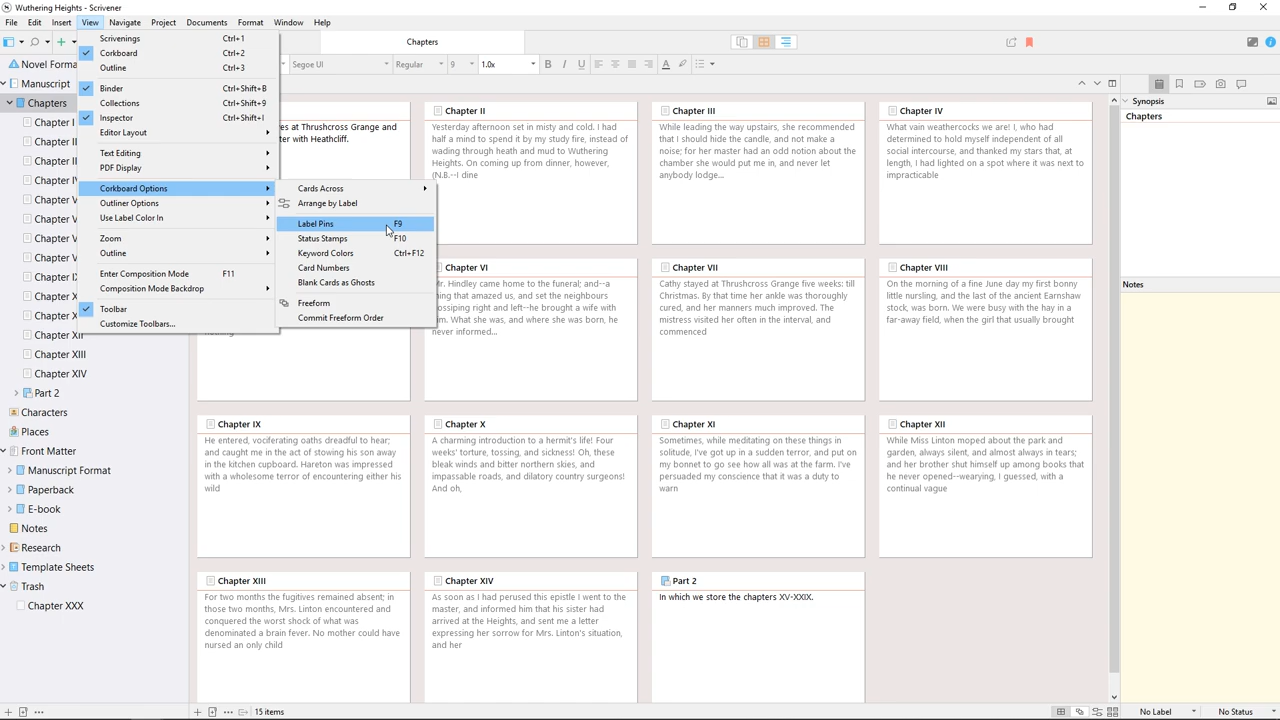 Wuthering Heights - Scrivener
File Edit Insert View Navigate Project Documents Format Window Help
Chapters
Segoe UI Regular 9 1.0x B I U A
Novel Forma
Manuscript
Chapters
Chapter I
Chapter II
Chapter II
Chapter IV
Chapter V
Chapter V
Chapter V
Chapter V
Chapter IX
Chapter X
Chapter X
Chapter XII
Chapter XIII
Chapter XIV
Part 2
Characters
Places
Front Matter
Manuscript Format
Paperback
E-book
Notes
Research
Template Sheets
Trash
Chapter XXX
Scrivenings Ctrl+1
Corkboard Ctrl+2
Outline Ctrl+3
Binder Ctrl+Shift+B
Collections Ctrl+Shift+9
Inspector Ctrl+Shift+I
Editor Layout
Text Editing
PDF Display
Corkboard Options
Outliner Options
Use Label Color In
Zoom
Outline
Enter Composition Mode F11
Composition Mode Backdrop
Toolbar
Customize Toolbars...
Cards Across
Arrange by Label
Label Pins F9
Status Stamps F10
Keyword Colors Ctrl+F12
Card Numbers
Blank Cards as Ghosts
Freeform
Commit Freeform Order
es at Thrushcross Grange and
ter with Heathcliff.
Chapter II
Yesterday afternoon set in misty and cold. I had
half a mind to spend it by my study fire, instead of
wading through heath and mud to Wuthering
Heights. On coming up from dinner, however,
(N.B.--I dine
Chapter III
While leading the way upstairs, she recommended
that I should hide the candle, and not make a
noise; for her master had an odd notion about the
chamber she would put me in, and never let
anybody lodge...
Chapter IV
What vain weathercocks we are! I, who had
determined to hold myself independent of all
social intercourse, and thanked my stars that, at
length, I had lighted on a spot where it was next to
impracticable
Chapter VI
Mr. Hindley came home to the funeral; and--a
hing that amazed us, and set the neighbours
gossiping right and left--he brought a wife with
im. What she was, and where she was born, he
never informed...
Chapter VII
Cathy stayed at Thrushcross Grange five weeks: till
Christmas. By that time her ankle was thoroughly
cured, and her manners much improved. The
mistress visited her often in the interval, and
commenced
Chapter VIII
On the morning of a fine June day my first bonny
little nursling, and the last of the ancient Earnshaw
stock, was born. We were busy with the hay in a
far-away field, when the girl that usually brought
Chapter IX
He entered, vociferating oaths dreadful to hear;
and caught me in the act of stowing his son away
in the kitchen cupboard. Hareton was impressed
with a wholesome terror of encountering either his
wild
Chapter X
A charming introduction to a hermit's life! Four
weeks' torture, tossing, and sickness! Oh, these
bleak winds and bitter northern skies, and
impassable roads, and dilatory country surgeons!
And oh,
Chapter XI
Sometimes, while meditating on these things in
solitude, I've got up in a sudden terror, and put on
my bonnet to go see how all was at the farm. I've
persuaded my conscience that it was a duty to
warn
Chapter XII
While Miss Linton moped about the park and
garden, always silent, and almost always in tears;
and her brother shut himself up among books that
he never opened--wearying, I guessed, with a
continual vague
Chapter XIII
For two months the fugitives remained absent; in
those two months, Mrs. Linton encountered and
conquered the worst shock of what was
denominated a brain fever. No mother could have
nursed an only child
Chapter XIV
As soon as I had perused this epistle I went to the
master, and informed him that his sister had
arrived at the Heights, and sent me a letter
expressing her sorrow for Mrs. Linton's situation,
and her
Part 2
In which we store the chapters XV-XXIX.
15 items
Synopsis
Chapters
Notes
No Label No Status